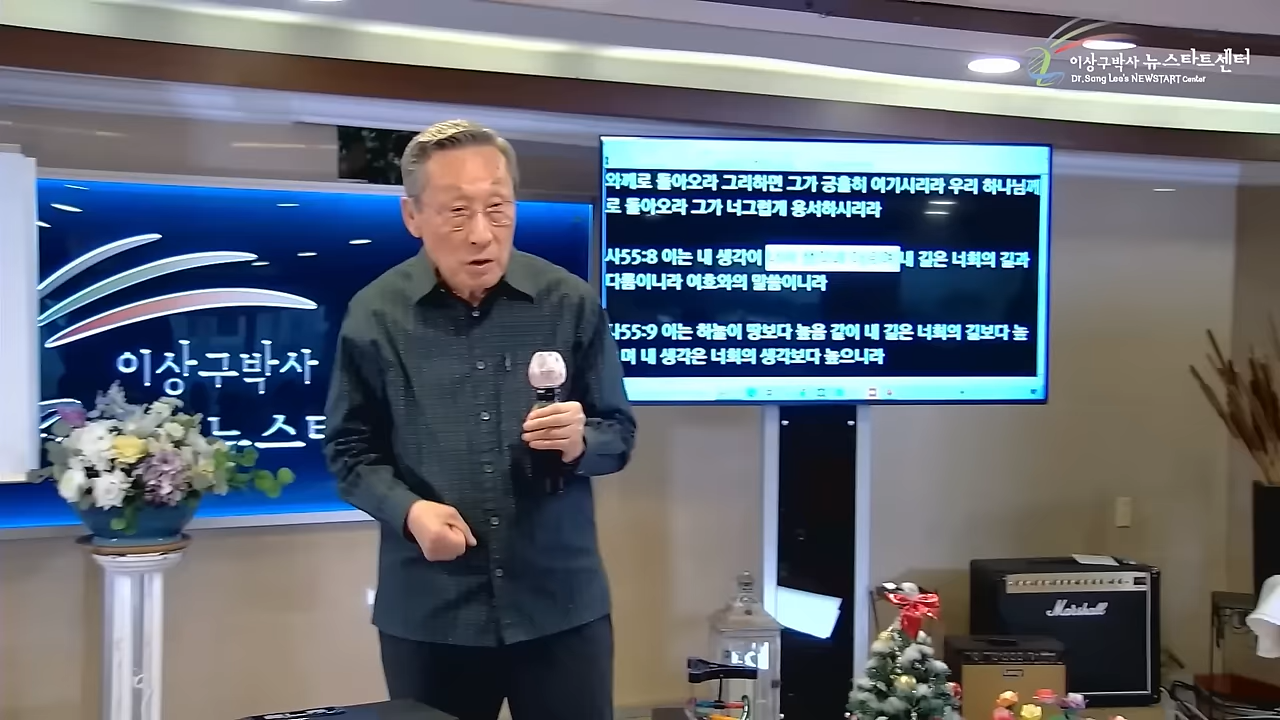 이상구박사 뉴스타트센터
Dr. Sang Lee's NEWSTART Center
와께로 돌아오라 그리하면 그가 긍휼히 여기시리라 우리 하나님께
로 돌아오라 그가 너그럽게 용서하시리라
사55:8 이는 내 생각이 내 길은 너희의 길과
다름이니라 여호와의 말씀이니라
55:9 이는 하늘이 땅보다 높음 같이 내 길은 너희의 길보다 높
며 내 생각은 너희의 생각보다 높으니라
이상구박사
뉴스타
Marshall